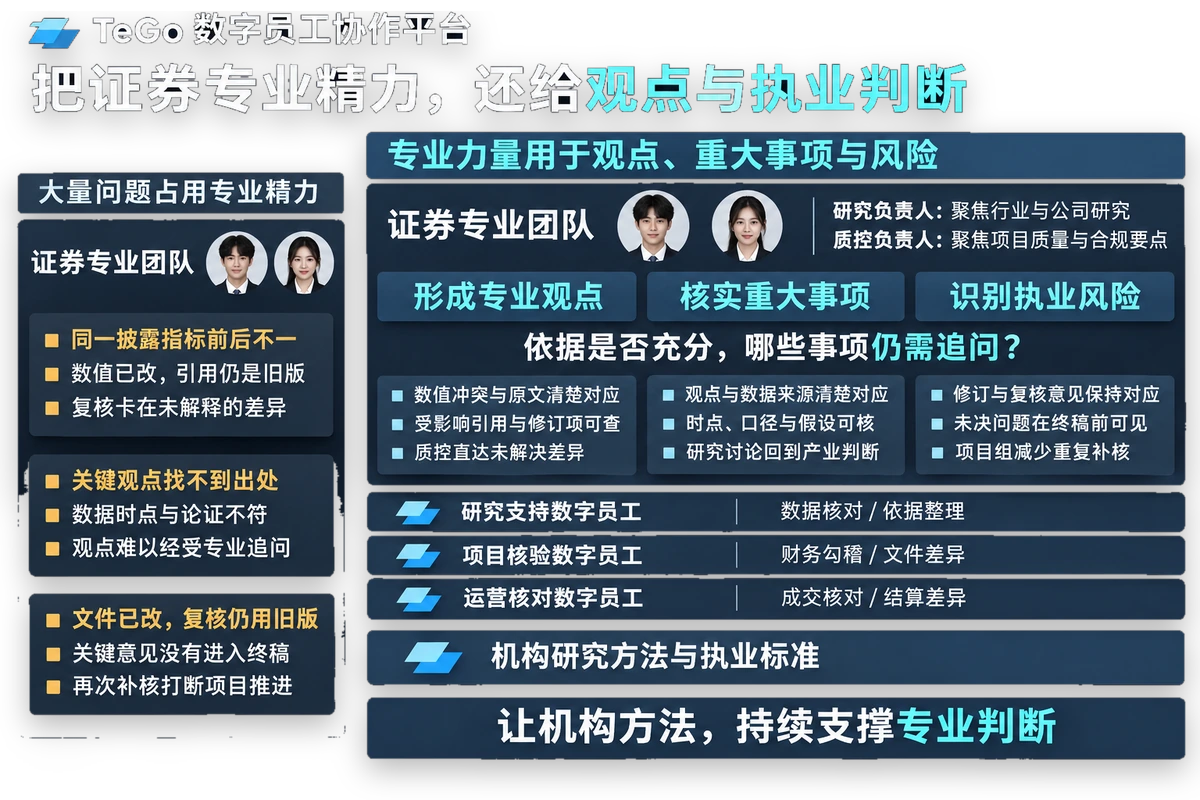 TeGo 数字员工协作平台
把证券专业精力，还给观点与执业判断
大量问题占用专业精力
证券专业团队
同一披露指标前后不一
数值已改，引用仍是旧版
复核卡在未解释的差异
关键观点找不到出处
数据时点与论证不符
观点难以经受专业追问
文件已改，复核仍用旧版
关键意见没有进入终稿
再次补核打断项目推进
专业力量用于观点、重大事项与风险
证券专业团队
研究负责人：聚焦行业与公司研究
质控负责人：聚焦项目质量与合规要点
形成专业观点
核实重大事项
识别执业风险
依据是否充分，哪些事项仍需追问？
数值冲突与原文清楚对应
受影响引用与修订项可查
质控直达未解决差异
观点与数据来源清楚对应
时点、口径与假设可核
研究讨论回到产业判断
修订与复核意见保持对应
未决问题在终稿前可见
项目组减少重复补核
研究支持数字员工 数据核对 / 依据整理
项目核验数字员工 财务勾稽 / 文件差异
运营核对数字员工 成交核对 / 结算差异
机构研究方法与执业标准
让机构方法，持续支撑专业判断